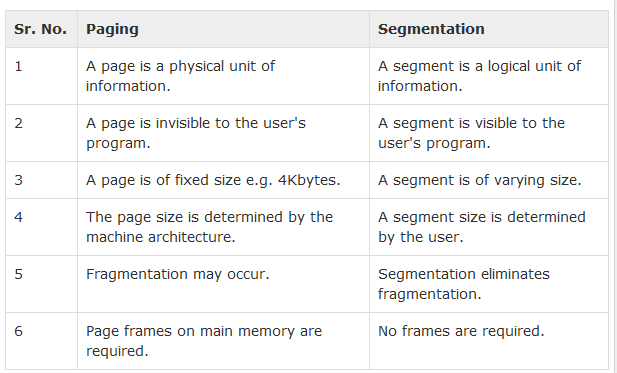 Sr. No. Paging Segmentation
1 A page is a physical unit of information. A segment is a logical unit of information.
2 A page is invisible to the user's program. A segment is visible to the user's program.
3 A page is of fixed size e.g. 4Kbytes. A segment is of varying size.
4 The page size is determined by the machine architecture. A segment size is determined by the user.
5 Fragmentation may occur. Segmentation eliminates fragmentation.
6 Page frames on main memory are required. No frames are required.